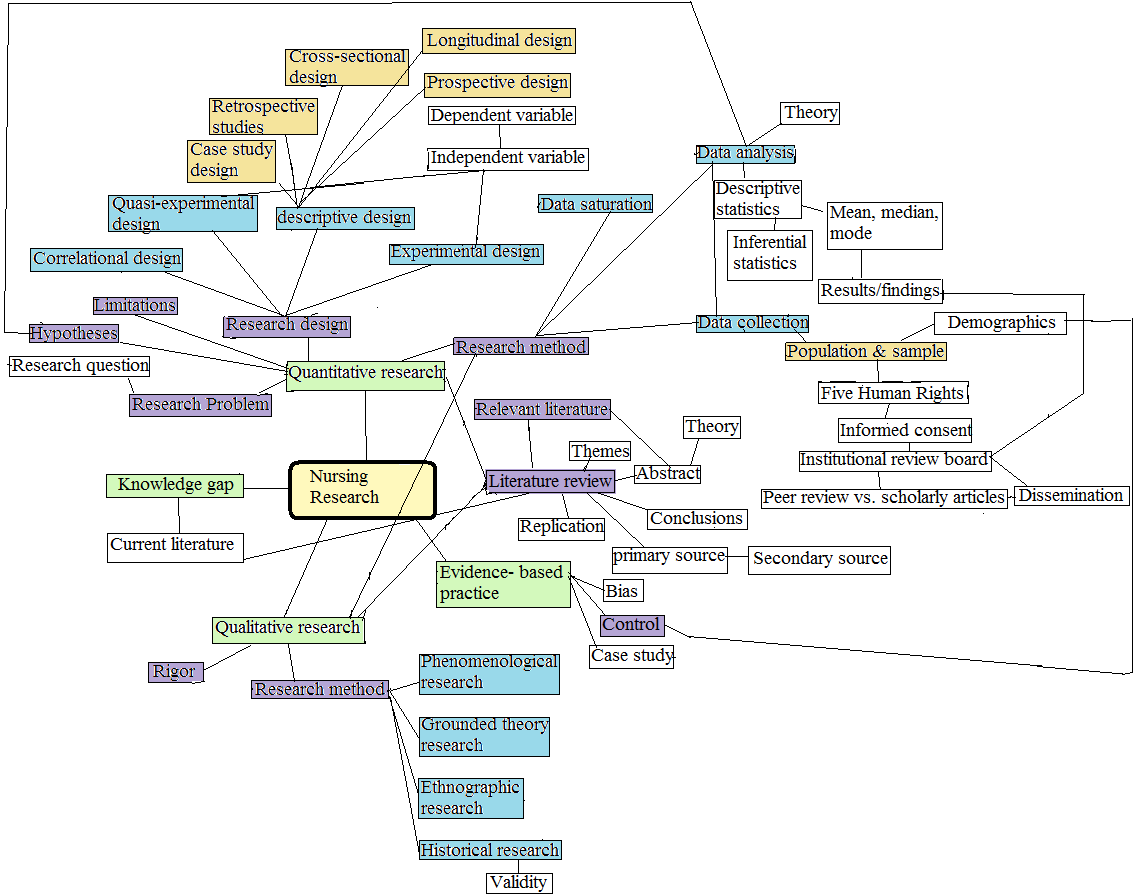 Longitudinal design
Cross-sectional
design
Prospective design
Retrospective
studies
Dependent variable
Theory
Case study
design
Independent variable
Data analysis
Quasi-experimental
design
descriptive design
Data saturation
Descriptive
statistics
Mean, median,
mode
Correlational design
Experimental design
Inferential
statistics
Limitations
Results/findings
Hypotheses
Research design
Research method
Data collection
Demographics
Research question
Quantitative research
Population & sample
Research Problem
Five Human Rights
Relevant literature
Theory
Informed consent
Themes
Institutional review board
Nursing
Research
Literature review
Abstract
Knowledge gap
Peer review vs. scholarly articles
Dissemination
Current literature
Replication
Conclusions
primary source
Secondary source
Evidence- based
practice
Bias
Qualitative research
Control
Case study
Rigor
Research method
Phenomenological
research
Grounded theory
research
Ethnographic
research
Historical research
Validity